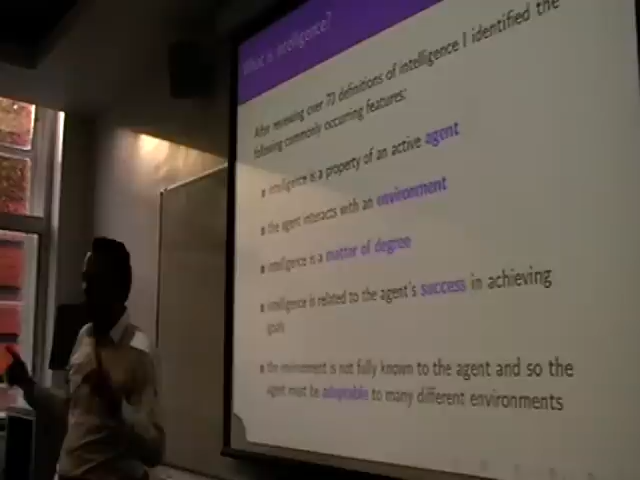 What is intelligence?
After reviewing over 70 definitions of intelligence I identified the
following commonly occurring features:
intelligence is a property of an active agent
the agent interacts with an environment
intelligence is a matter of degree
intelligence is related to the agent's success in achieving
goals
the environment is not fully known to the agent and so the
agent must be adaptable to many different environments